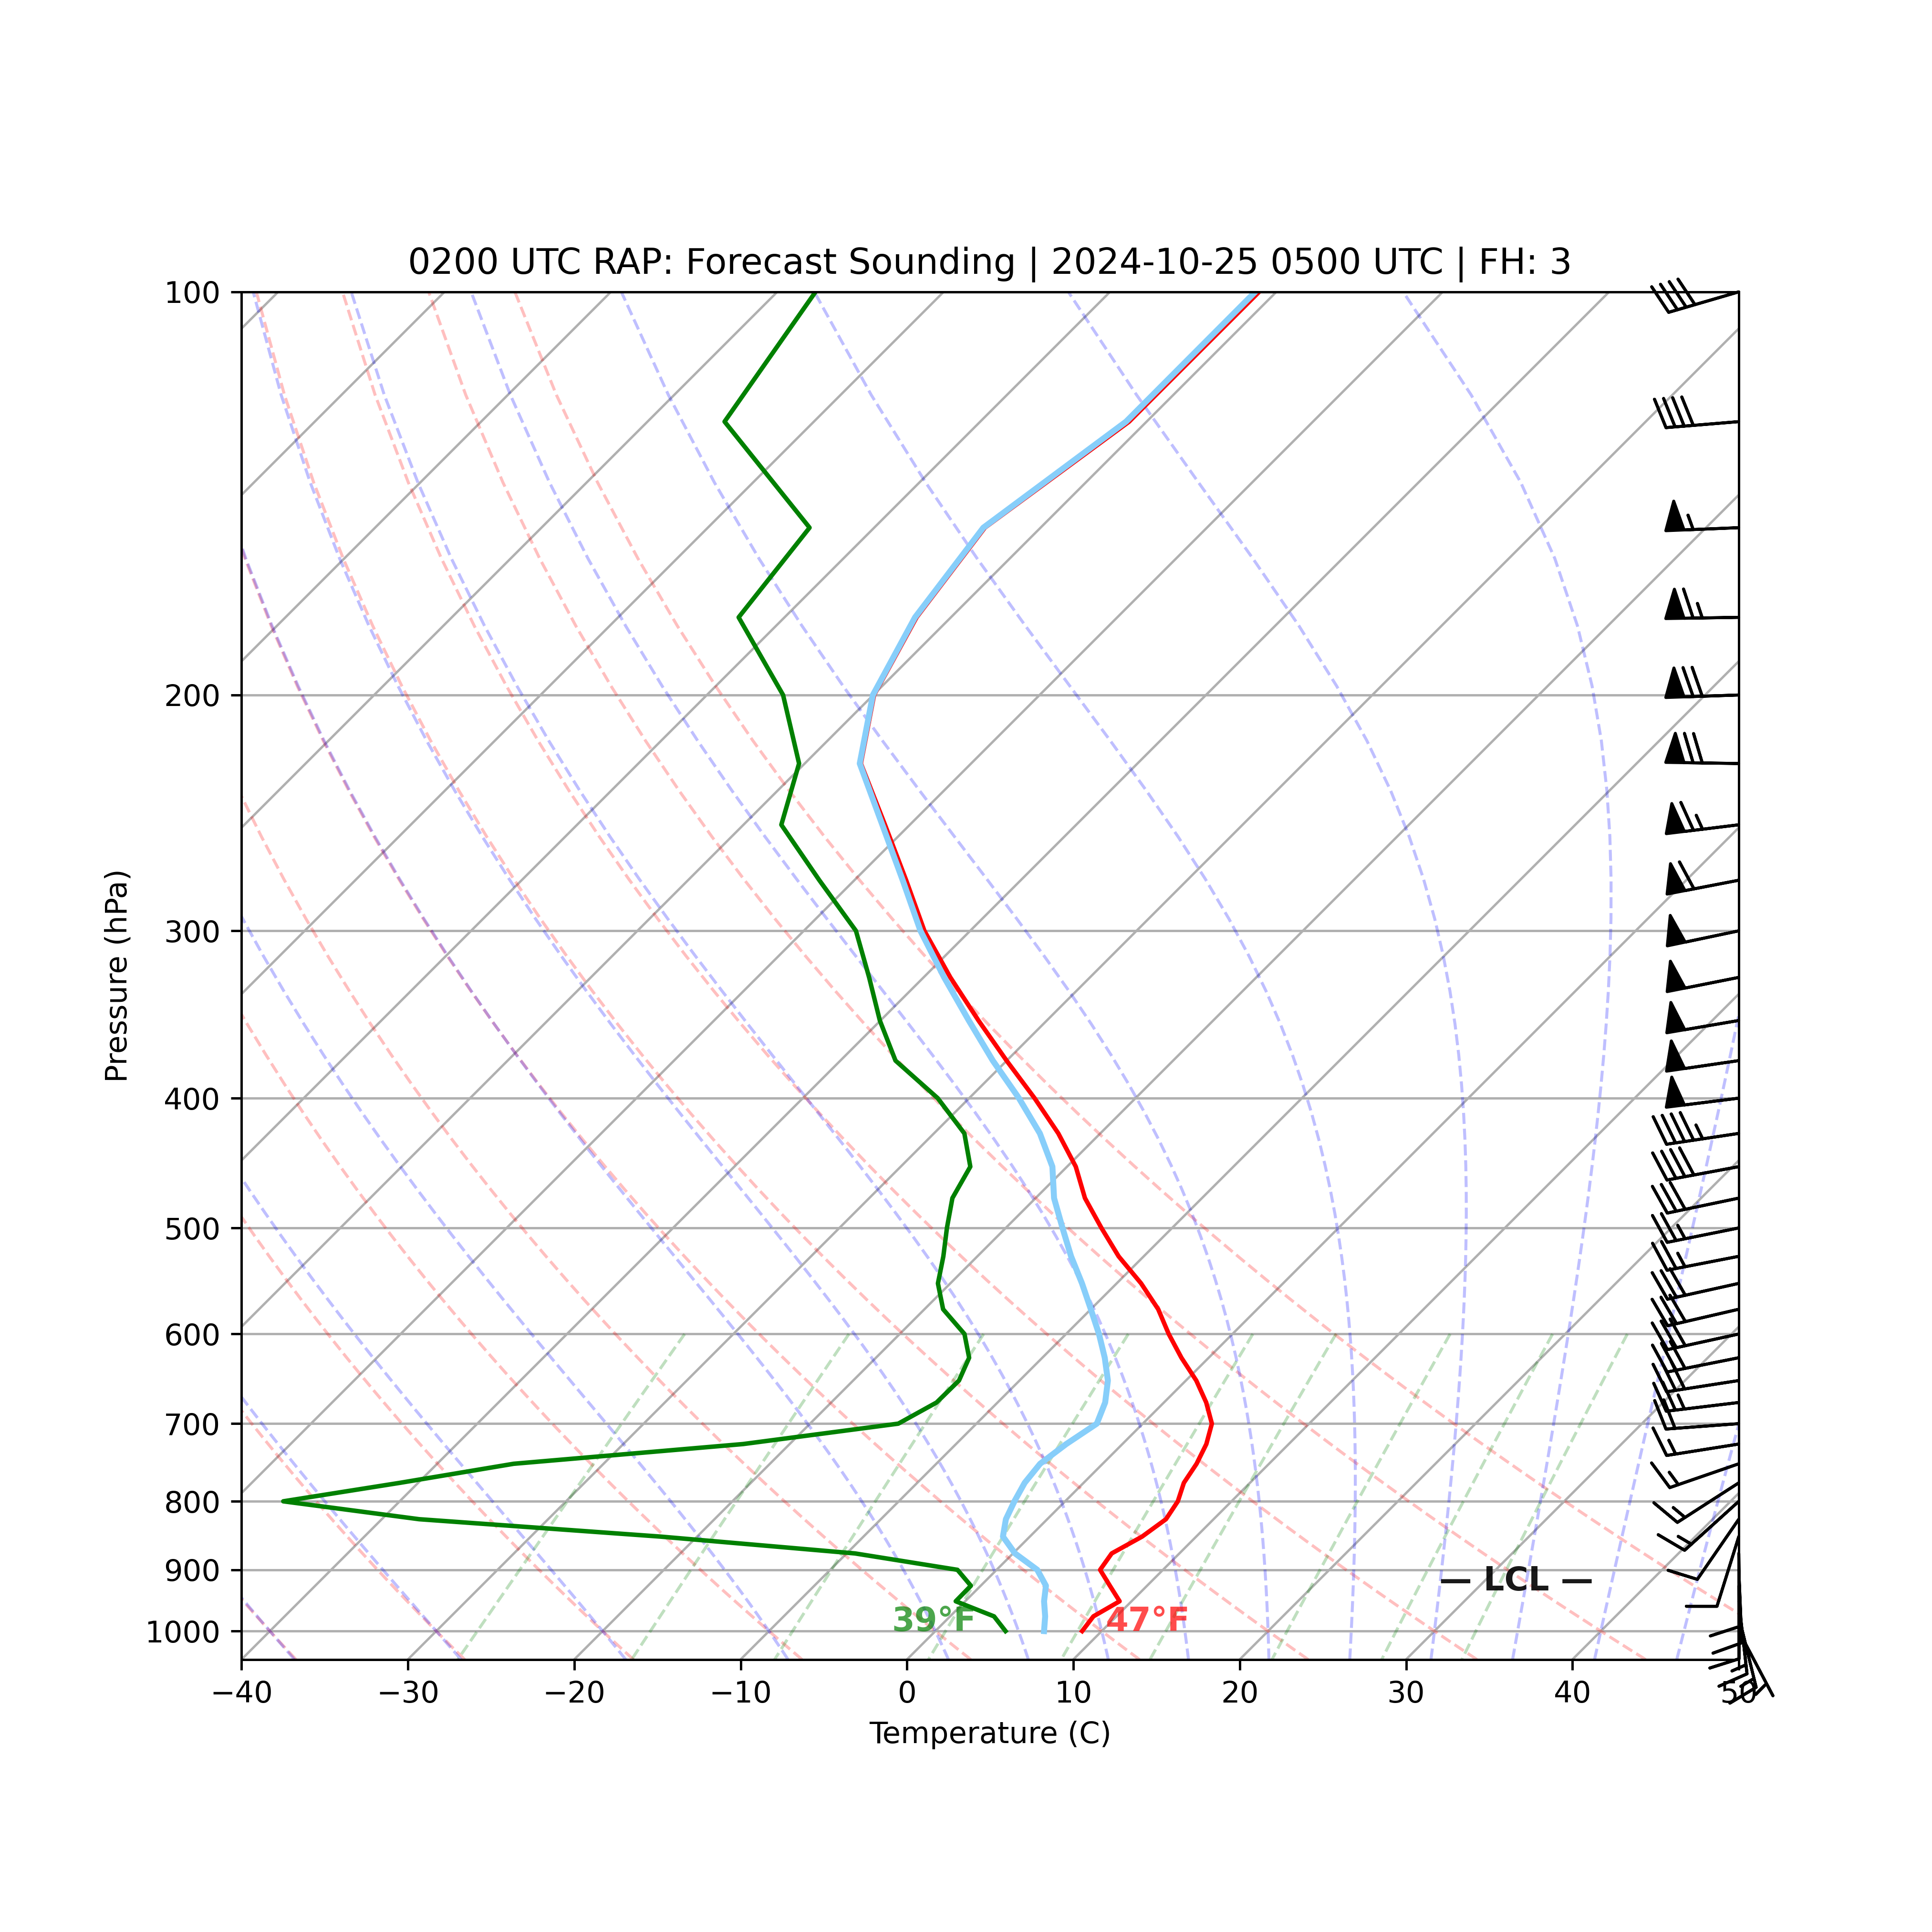 0200 UTC RAP: Forecast Sounding | 2024-10-25 0500 UTC | FH: 3
100
200
300
400
500
600
700
800
900
1000
Pressure (hPa)
— LCL —
39°F
47°F
−40 −30 −20 −10 0 10 20 30 40 50
Temperature (C)